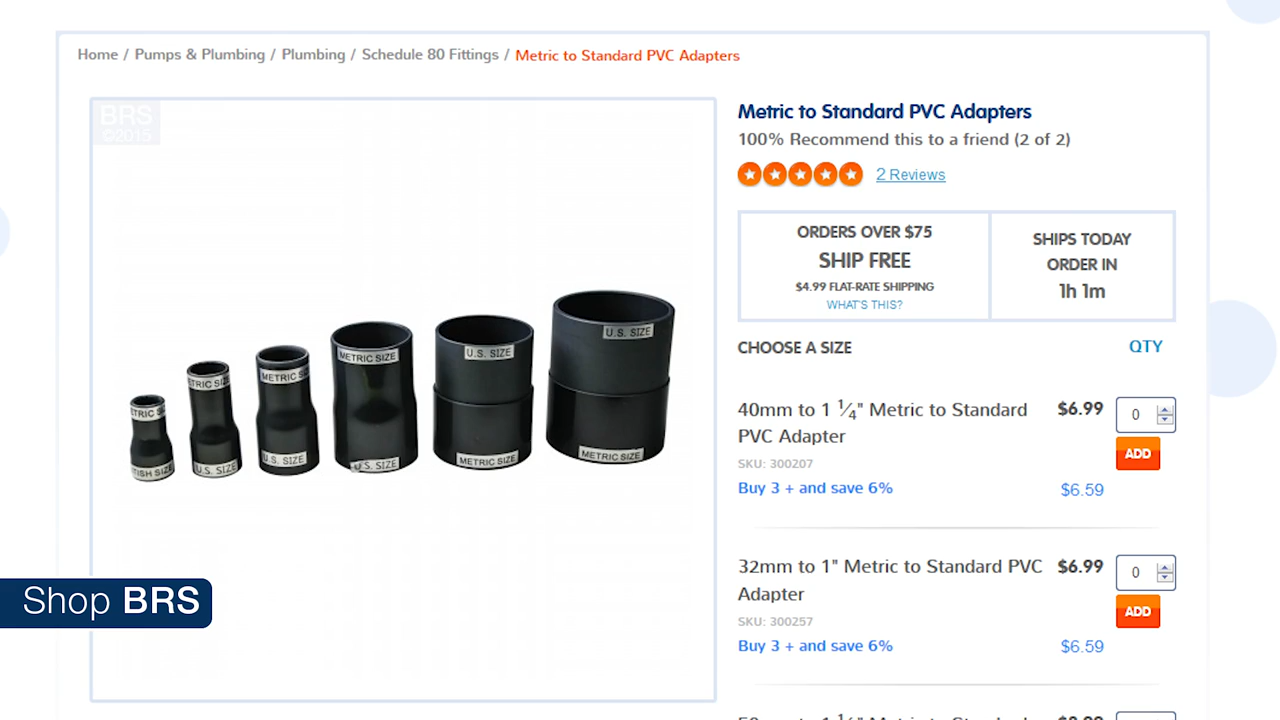 Home / Pumps & Plumbing / Plumbing / Schedule 80 Fittings / Metric to Standard PVC Adapters
BRS
©2015
U.S. SIZE
U.S. SIZE
METRIC SIZE
METRIC SIZE
U.S. SIZE
U.S. SIZE
U.S. SIZE
METRIC SIZE
METRIC SIZE
Shop BRS
Metric to Standard PVC Adapters
100% Recommend this to a friend (2 of 2)
2 Reviews
ORDERS OVER $75
SHIP FREE
$4.99 FLAT-RATE SHIPPING
WHAT'S THIS?
SHIPS TODAY
ORDER IN
1h 1m
CHOOSE A SIZE
QTY
40mm to 1 ¼" Metric to Standard
PVC Adapter
$6.99
0
ADD
SKU: 300207
Buy 3 + and save 6%
$6.59
32mm to 1" Metric to Standard PVC
Adapter
$6.99
0
ADD
SKU: 300257
Buy 3 + and save 6%
$6.59